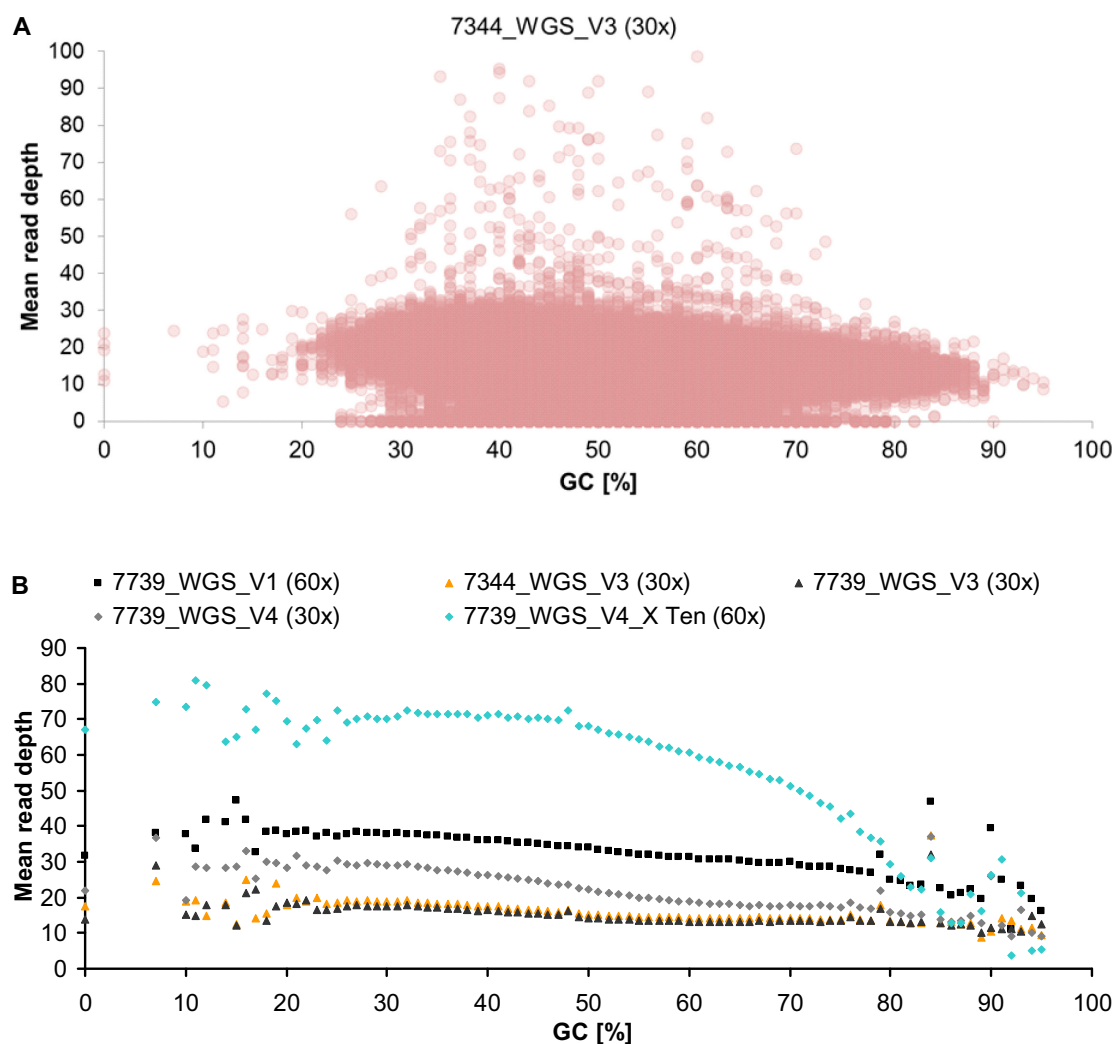 A
7344_WGS_V3 (30x)
100
90
80
70
60
50
40
30
20
10
0
Mean read depth
0 10 20 30 40 50 60 70 80 90 100
GC [%]
B
7739_WGS_V1 (60x) 7344_WGS_V3 (30x) 7739_WGS_V3 (30x)
7739_WGS_V4 (30x) 7739_WGS_V4_X Ten (60x)
90
80
70
60
50
40
30
20
10
0
Mean read depth
0 10 20 30 40 50 60 70 80 90 100
GC [%]